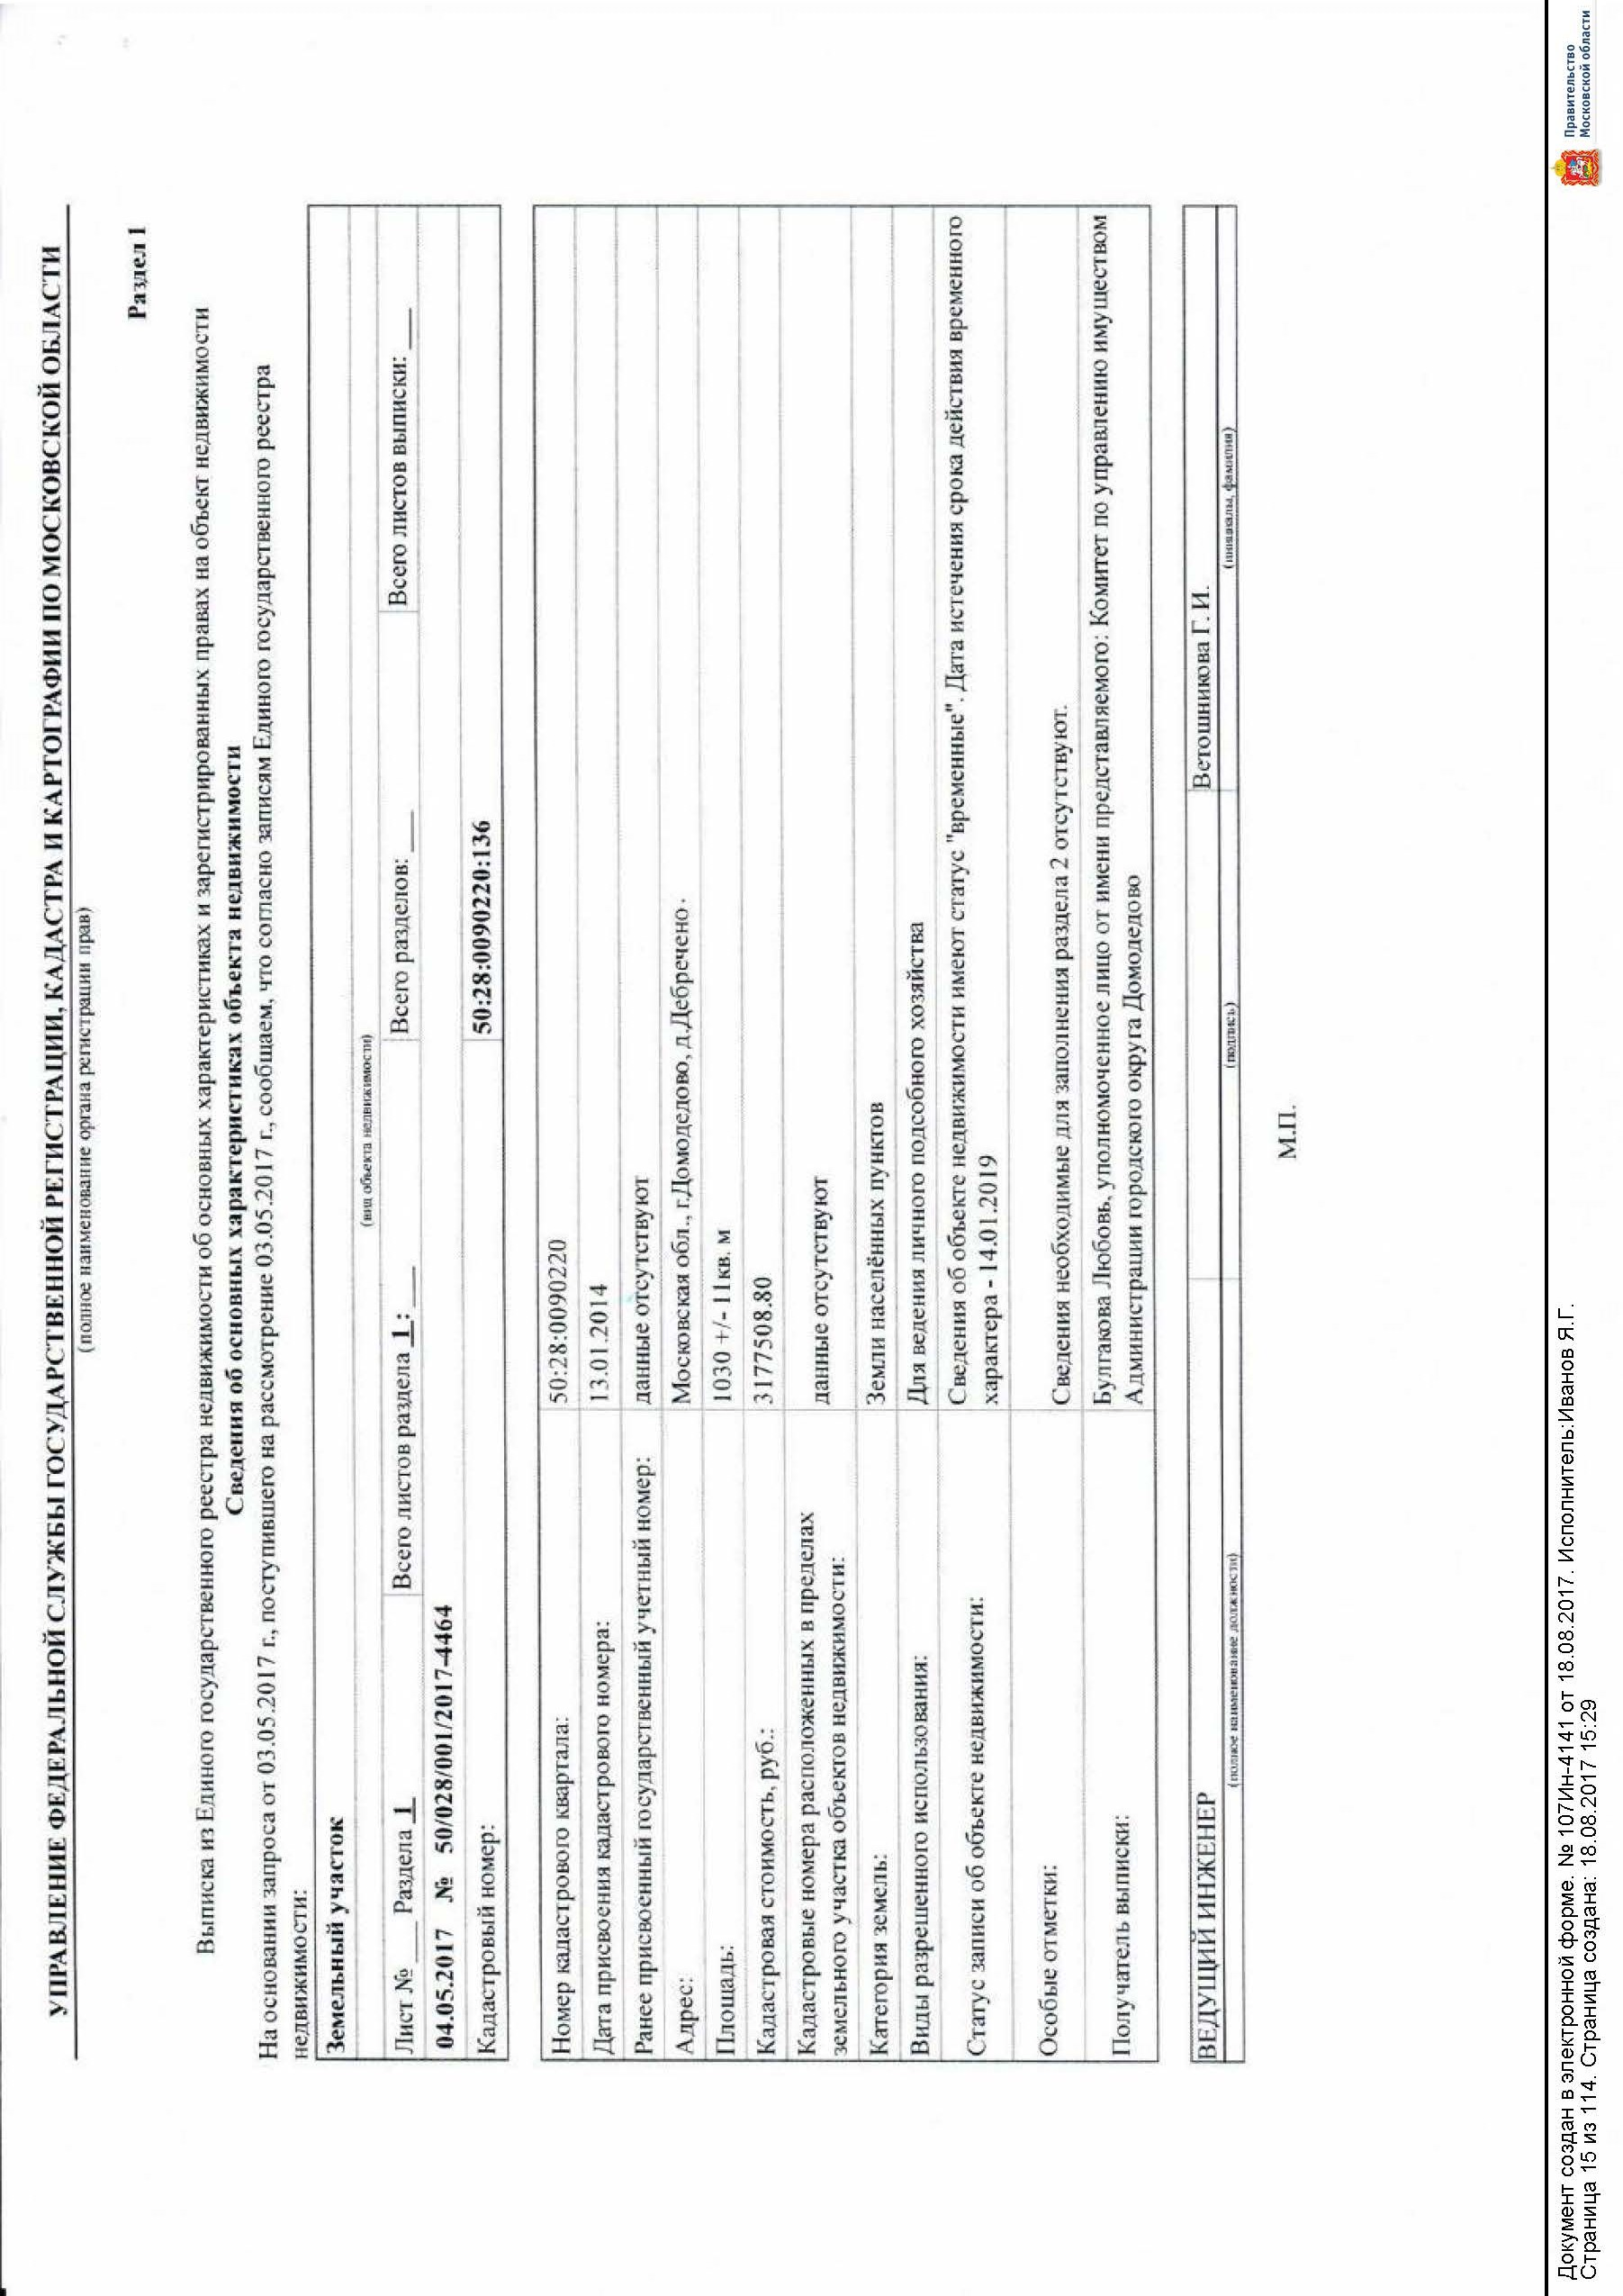 УПРАВЛЕНИЕ ФЕДЕРАЛЬНОЙ СЛУЖБЫ ГОСУДАРСТВЕННОЙ РЕГИСТРАЦИИ, КАДАСТРА И КАРТОГРАФИИ ПО МОСКОВСКОЙ ОБЛАСТИ
(полное наименование органа регистрации прав)
Раздел 1
Выписка из Единого государственного реестра недвижимости об основных характеристиках и зарегистрированных правах на объект недвижимости
Сведения об основных характеристиках объекта недвижимости
На основании запроса от 03.05.2017 г., поступившего на рассмотрение 03.05.2017 г., сообщаем, что согласно записям Единого государственного реестра
недвижимости:
Земельный участок
(вид объекта недвижимости)
Лист № ___ Раздела 1 Всего листов раздела 1: ___ Всего разделов: ___ Всего листов выписки: ___
04.05.2017 № 50/028/001/2017-4464
Кадастровый номер: 50:28:0090220:136
Номер кадастрового квартала: 50:28:0090220
Дата присвоения кадастрового номера: 13.01.2014
Ранее присвоенный государственный учетный номер: данные отсутствуют
Адрес: Московская обл., г.Домодедово, д.Дебречено
Площадь: 1030 +/- 11кв. м
Кадастровая стоимость, руб.: 3177508.80
Кадастровые номера расположенных в пределах
земельного участка объектов недвижимости: данные отсутствуют
Категория земель: Земли населённых пунктов
Виды разрешенного использования: Для ведения личного подсобного хозяйства
Статус записи об объекте недвижимости: Сведения об объекте недвижимости имеют статус "временные". Дата истечения срока действия временного
характера - 14.01.2019
Особые отметки: Сведения необходимые для заполнения раздела 2 отсутствуют.
Получатель выписки: Булгакова Любовь, уполномоченное лицо от имени представляемого: Комитет по управлению имуществом
Администрации городского округа Домодедово
ВЕДУЩИЙ ИНЖЕНЕР Ветошникова Г. И.
(полное наименование должности) (подпись) (инициалы, фамилия)
М.П.
Документ создан в электронной форме. № 107Ин-4141 от 18.08.2017. Исполнитель:Иванов Я.Г.
Страница 15 из 114. Страница создана: 18.08.2017 15:29
Правительство
Московской области